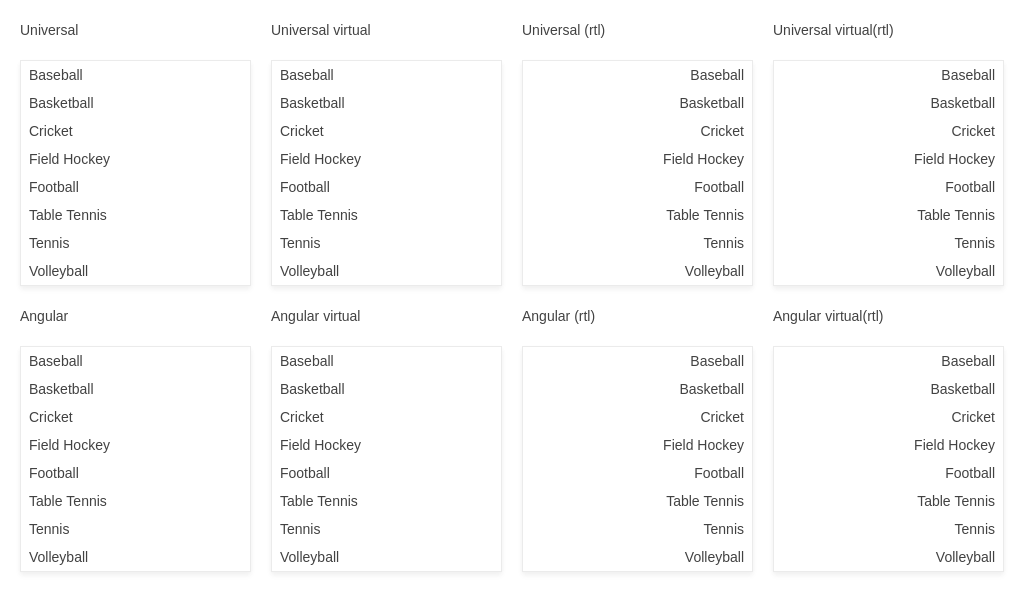 Universal
Baseball
Basketball
Cricket
Field Hockey
Football
Table Tennis
Tennis
Volleyball
Universal virtual
Baseball
Basketball
Cricket
Field Hockey
Football
Table Tennis
Tennis
Volleyball
Universal (rtl)
Baseball
Basketball
Cricket
Field Hockey
Football
Table Tennis
Tennis
Volleyball
Universal virtual(rtl)
Baseball
Basketball
Cricket
Field Hockey
Football
Table Tennis
Tennis
Volleyball
Angular
Baseball
Basketball
Cricket
Field Hockey
Football
Table Tennis
Tennis
Volleyball
Angular virtual
Baseball
Basketball
Cricket
Field Hockey
Football
Table Tennis
Tennis
Volleyball
Angular (rtl)
Baseball
Basketball
Cricket
Field Hockey
Football
Table Tennis
Tennis
Volleyball
Angular virtual(rtl)
Baseball
Basketball
Cricket
Field Hockey
Football
Table Tennis
Tennis
Volleyball